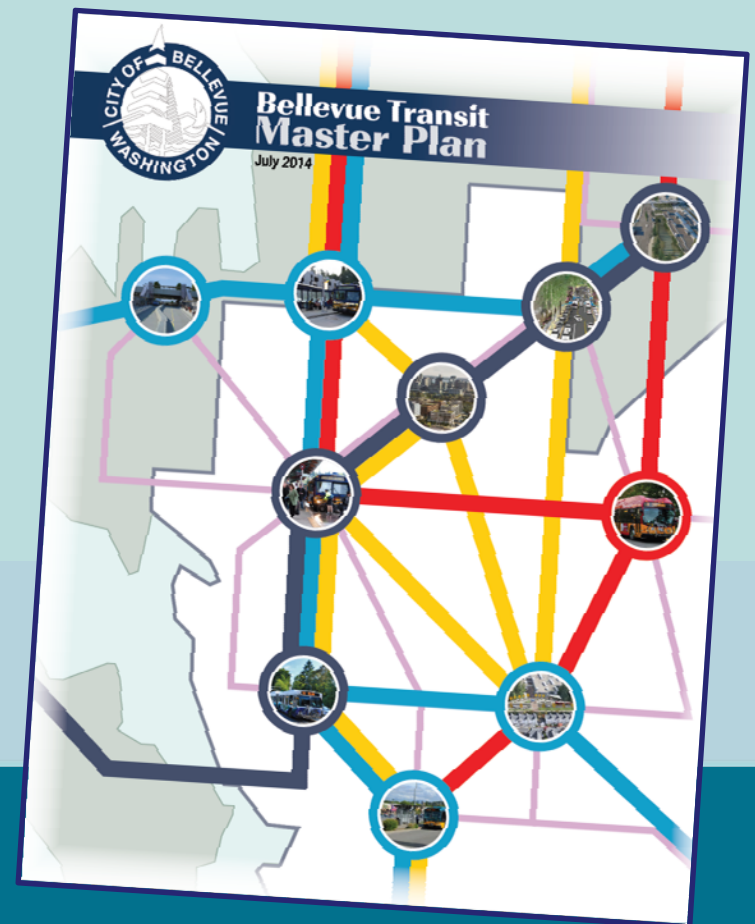 CITY OF BELLEVUE
WASHINGTON
Bellevue Transit
Master Plan
July 2014